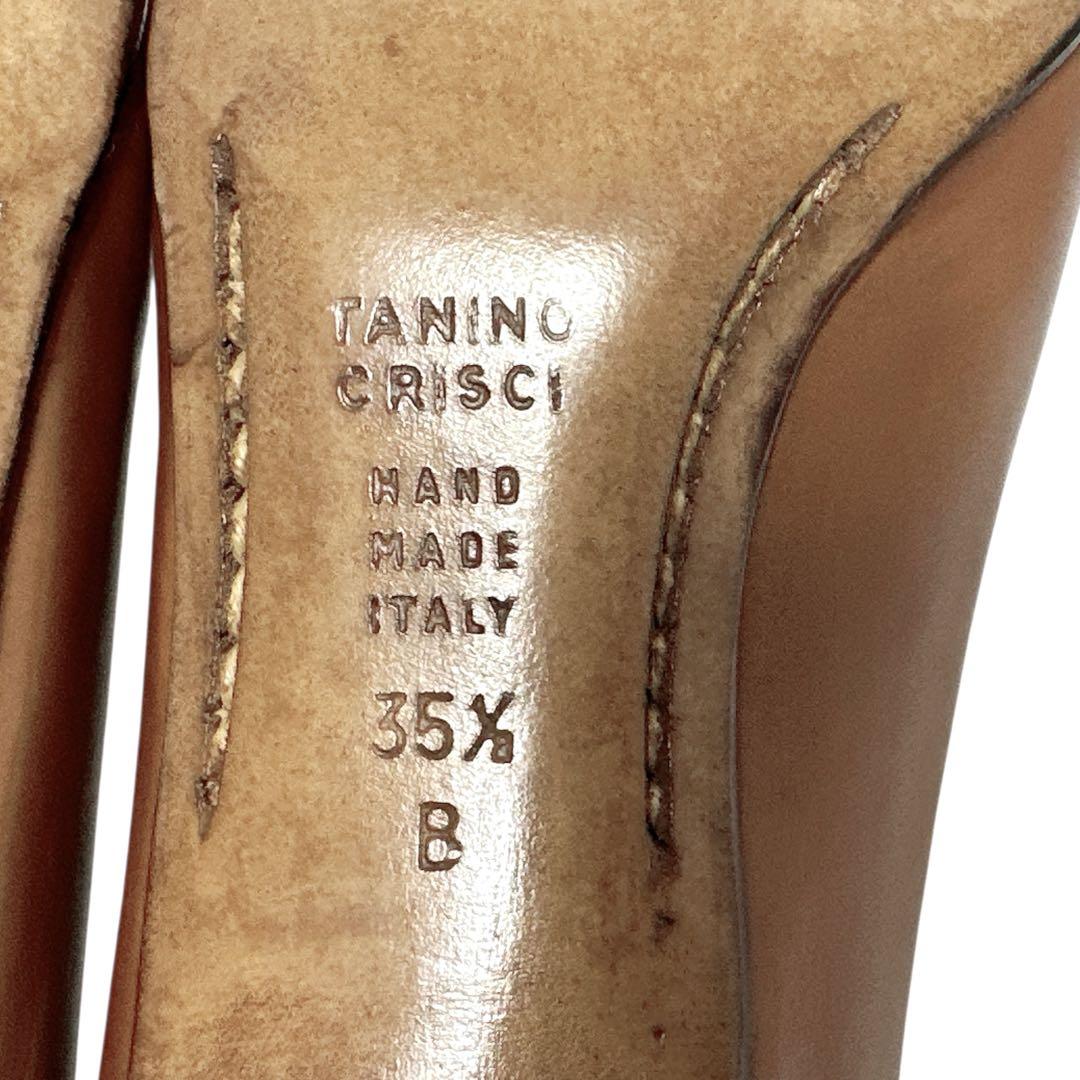 TANINO
CRISCI
HAND
MADE
ITALY
35½
B